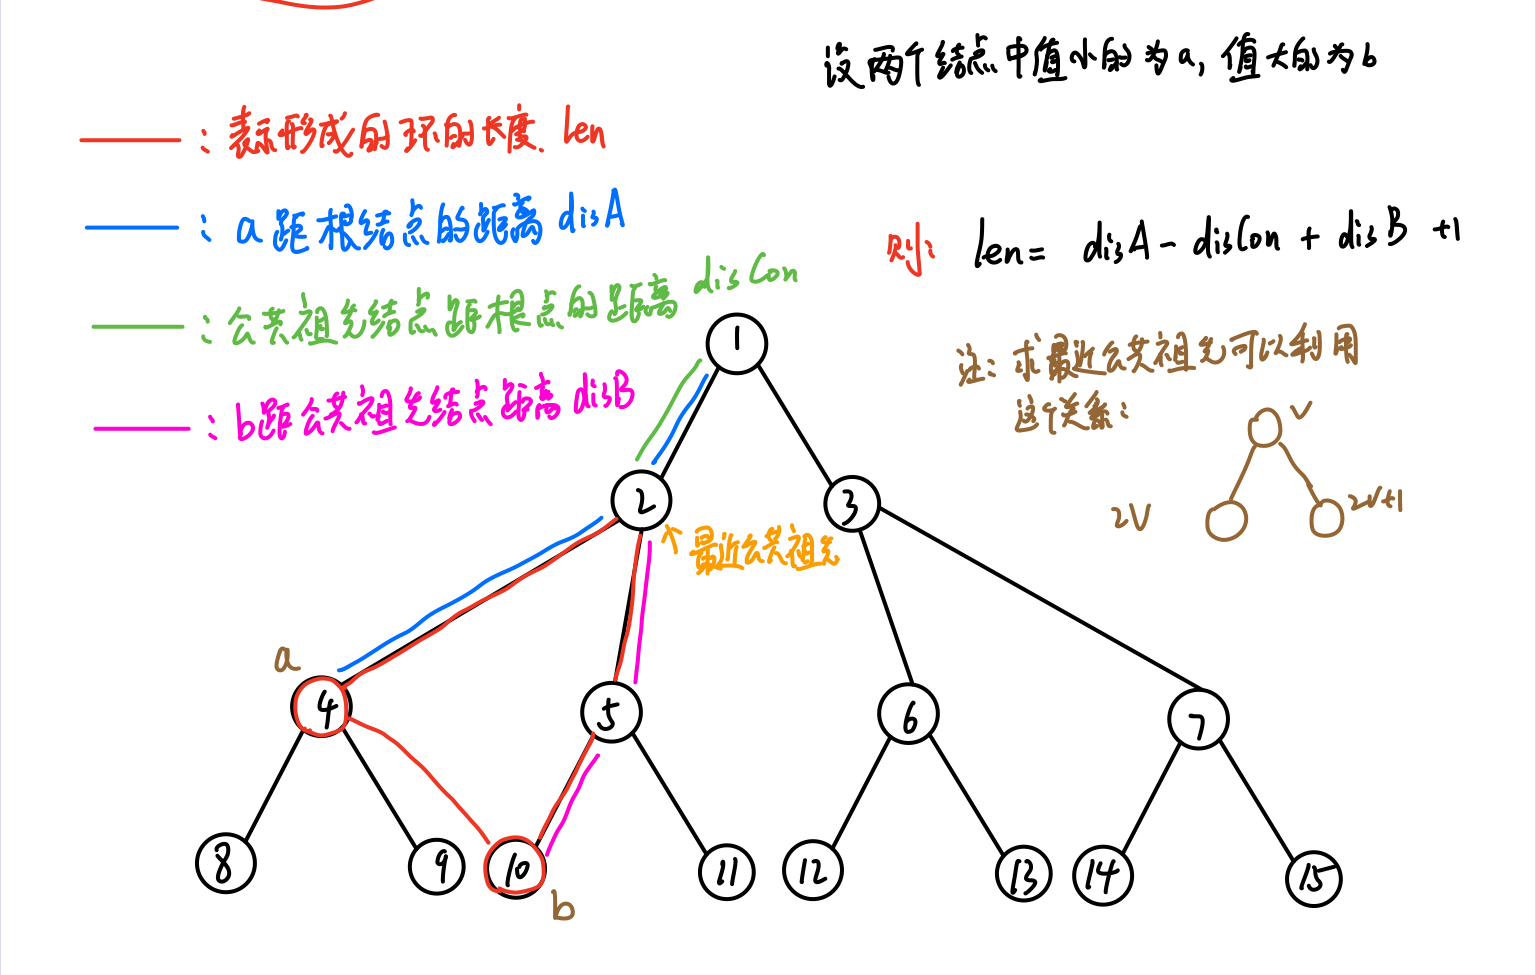 设两个结点中值小的为a, 值大的为b
：表示形成的环的长度. len
：a距根结点的距离 disA
：公共祖先结点距根点的距离 disCon
：b距公共祖先结点距离 disB
则: len= disA - disCon + disB +1
注: 求最近公共祖先可以利用
这个关系:
V
2V
2V+1
1
2
3
最近公共祖先
a
4
5
6
7
8
9
10
11
12
13
14
15
b